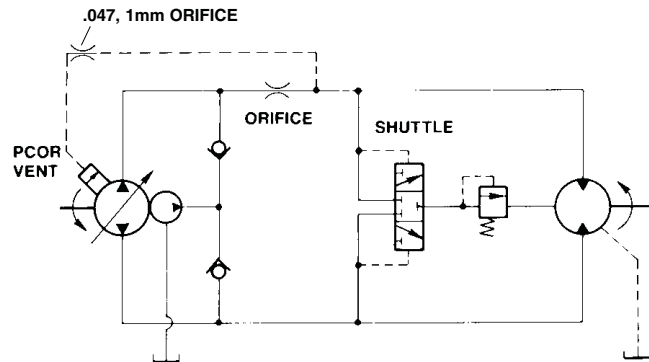 .047, 1mm ORIFICE
ORIFICE
SHUTTLE
PCOR
VENT